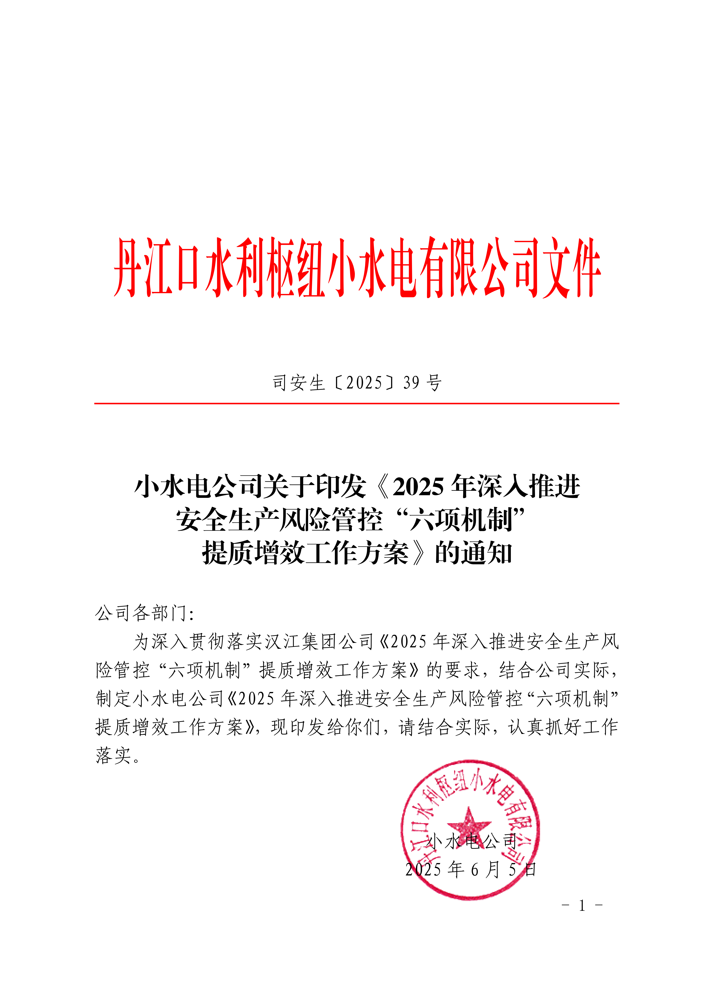 丹江口水利枢纽小水电有限公司文件
司安生〔2025〕39 号
小水电公司关于印发《2025 年深入推进
安全生产风险管控“六项机制”
提质增效工作方案》的通知
公司各部门：
为深入贯彻落实汉江集团公司《2025 年深入推进安全生产风
险管控“六项机制”提质增效工作方案》的要求，结合公司实际，
制定小水电公司《2025 年深入推进安全生产风险管控“六项机制”
提质增效工作方案》，现印发给你们，请结合实际，认真抓好工作
落实。
丹江口水利枢纽小水电有限公司
小水电公司
2025 年 6 月 5 日
- 1 -